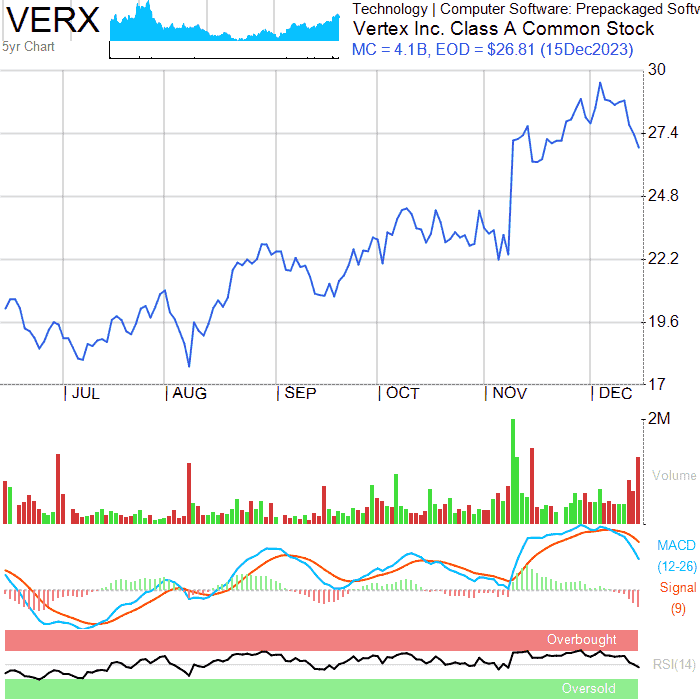 VERX
5yr Chart
Technology | Computer Software: Prepackaged Softw
Vertex Inc. Class A Common Stock
MC = 4.1B, EOD = $26.81 (15Dec2023)
30
27.4
24.8
22.2
19.6
17
JUL
AUG
SEP
OCT
NOV
DEC
2M
Volume
MACD
(12-26)
Signal
(9)
Overbought
RSI(14)
Oversold